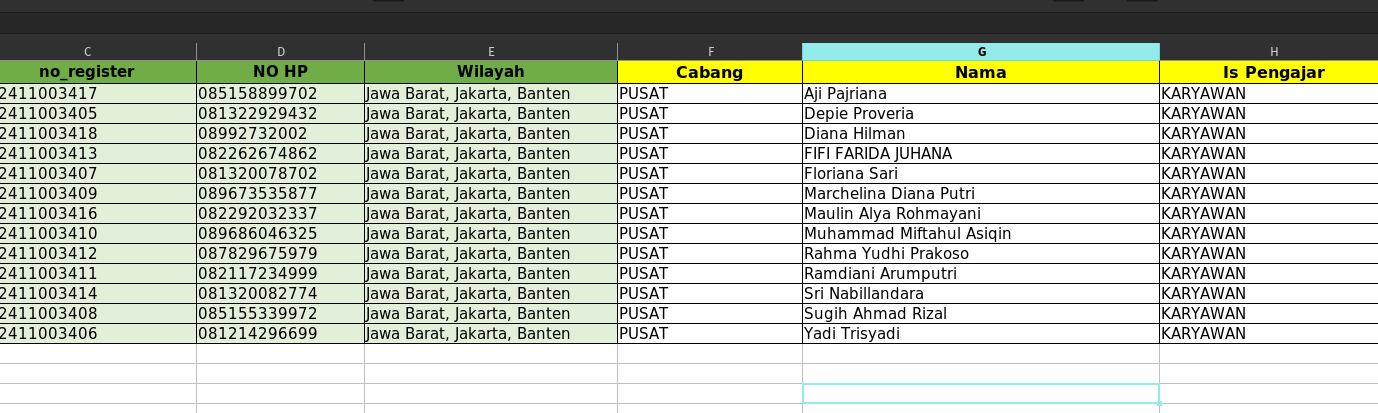 C D E F G H
no_register NO HP Wilayah Cabang Nama Is Pengajar
2411003417 085158899702 Jawa Barat, Jakarta, Banten PUSAT Aji Pajriana KARYAWAN
2411003405 081322929432 Jawa Barat, Jakarta, Banten PUSAT Depie Proveria KARYAWAN
2411003418 08992732002 Jawa Barat, Jakarta, Banten PUSAT Diana Hilman KARYAWAN
2411003413 082262674862 Jawa Barat, Jakarta, Banten PUSAT FIFI FARIDA JUHANA KARYAWAN
2411003407 081320078702 Jawa Barat, Jakarta, Banten PUSAT Floriana Sari KARYAWAN
2411003409 089673535877 Jawa Barat, Jakarta, Banten PUSAT Marchelina Diana Putri KARYAWAN
2411003416 082292032337 Jawa Barat, Jakarta, Banten PUSAT Maulin Alya Rohmayani KARYAWAN
2411003410 089686046325 Jawa Barat, Jakarta, Banten PUSAT Muhammad Miftahul Asiqin KARYAWAN
2411003412 087829675979 Jawa Barat, Jakarta, Banten PUSAT Rahma Yudhi Prakoso KARYAWAN
2411003411 082117234999 Jawa Barat, Jakarta, Banten PUSAT Ramdiani Arumputri KARYAWAN
2411003414 081320082774 Jawa Barat, Jakarta, Banten PUSAT Sri Nabillandara KARYAWAN
2411003408 085155339972 Jawa Barat, Jakarta, Banten PUSAT Sugih Ahmad Rizal KARYAWAN
2411003406 081214296699 Jawa Barat, Jakarta, Banten PUSAT Yadi Trisyadi KARYAWAN